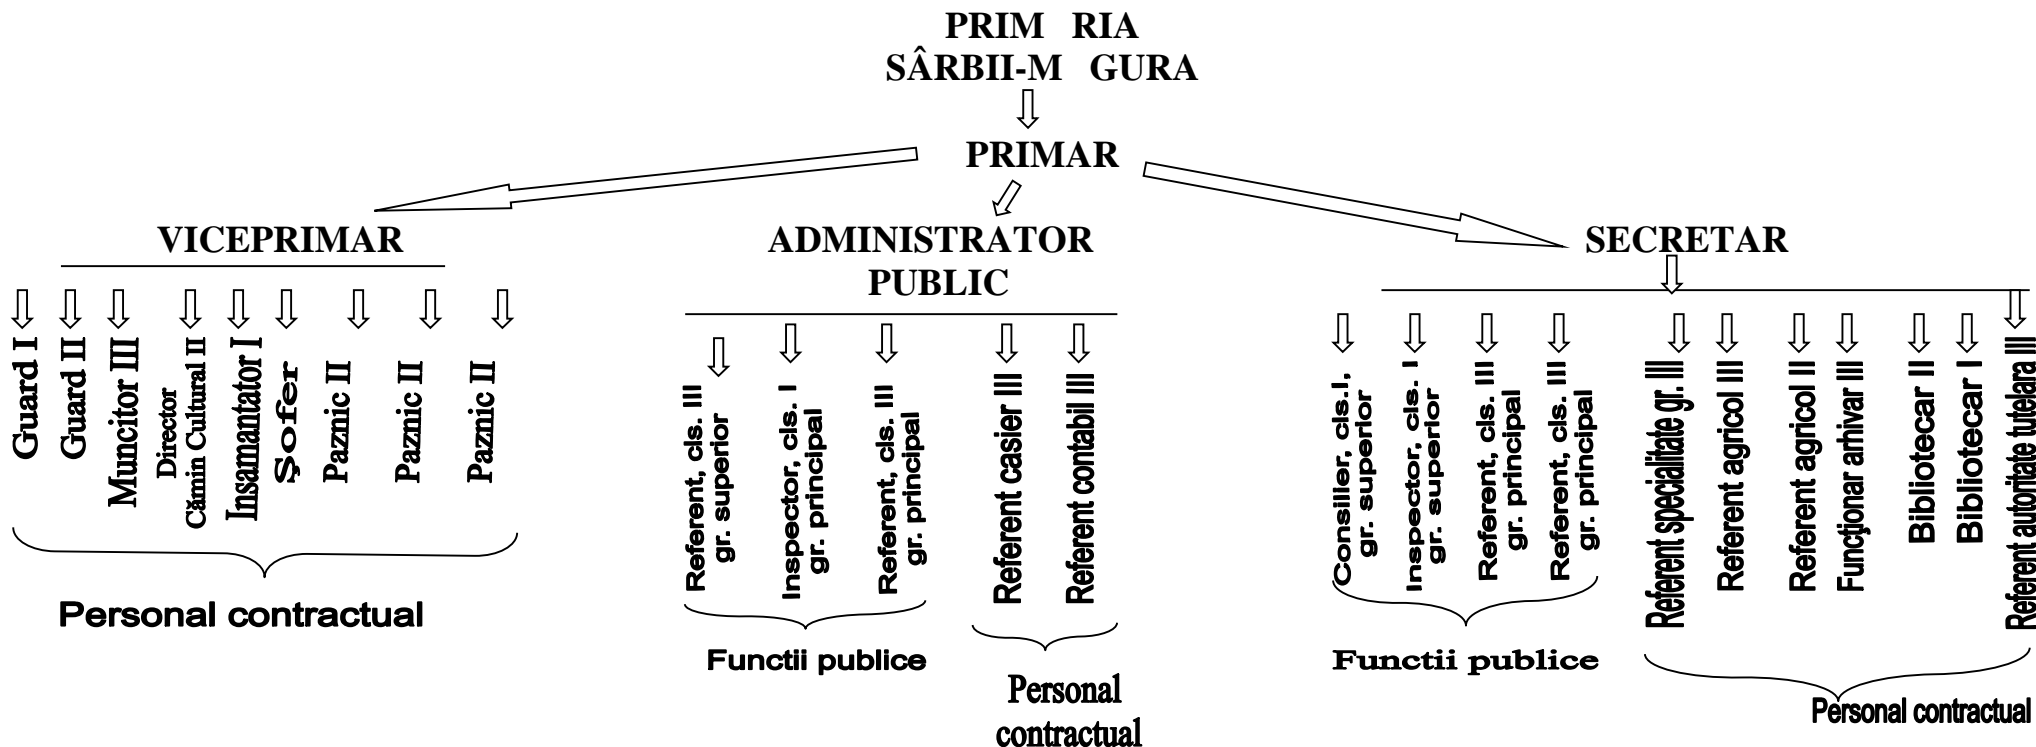 PRIM RIA
SÂRBII-M GURA
PRIMAR
VICEPRIMAR
ADMINISTRATOR
PUBLIC
SECRETAR
Guard I
Guard II
Muncitor III
Director
Cămin Cultural II
Insamantator I
Şofer
Paznic II
Paznic II
Paznic II
Personal contractual
Referent, cls. III
gr. superior
Inspector, cls. I
gr. principal
Referent, cls. III
gr. principal
Referent casier III
Referent contabil III
Functii publice
Personal
contractual
Consilier, cls.I,
gr. superior
Inspector, cls. I
gr. superior
Referent, cls. III
gr. principal
Referent, cls. III
gr. principal
Referent specialitate gr. III
Referent agricol III
Referent agricol II
Funcţionar arhivar III
Bibliotecar II
Bibliotecar I
Referent autoritate tutelara III
Functii publice
Personal contractual